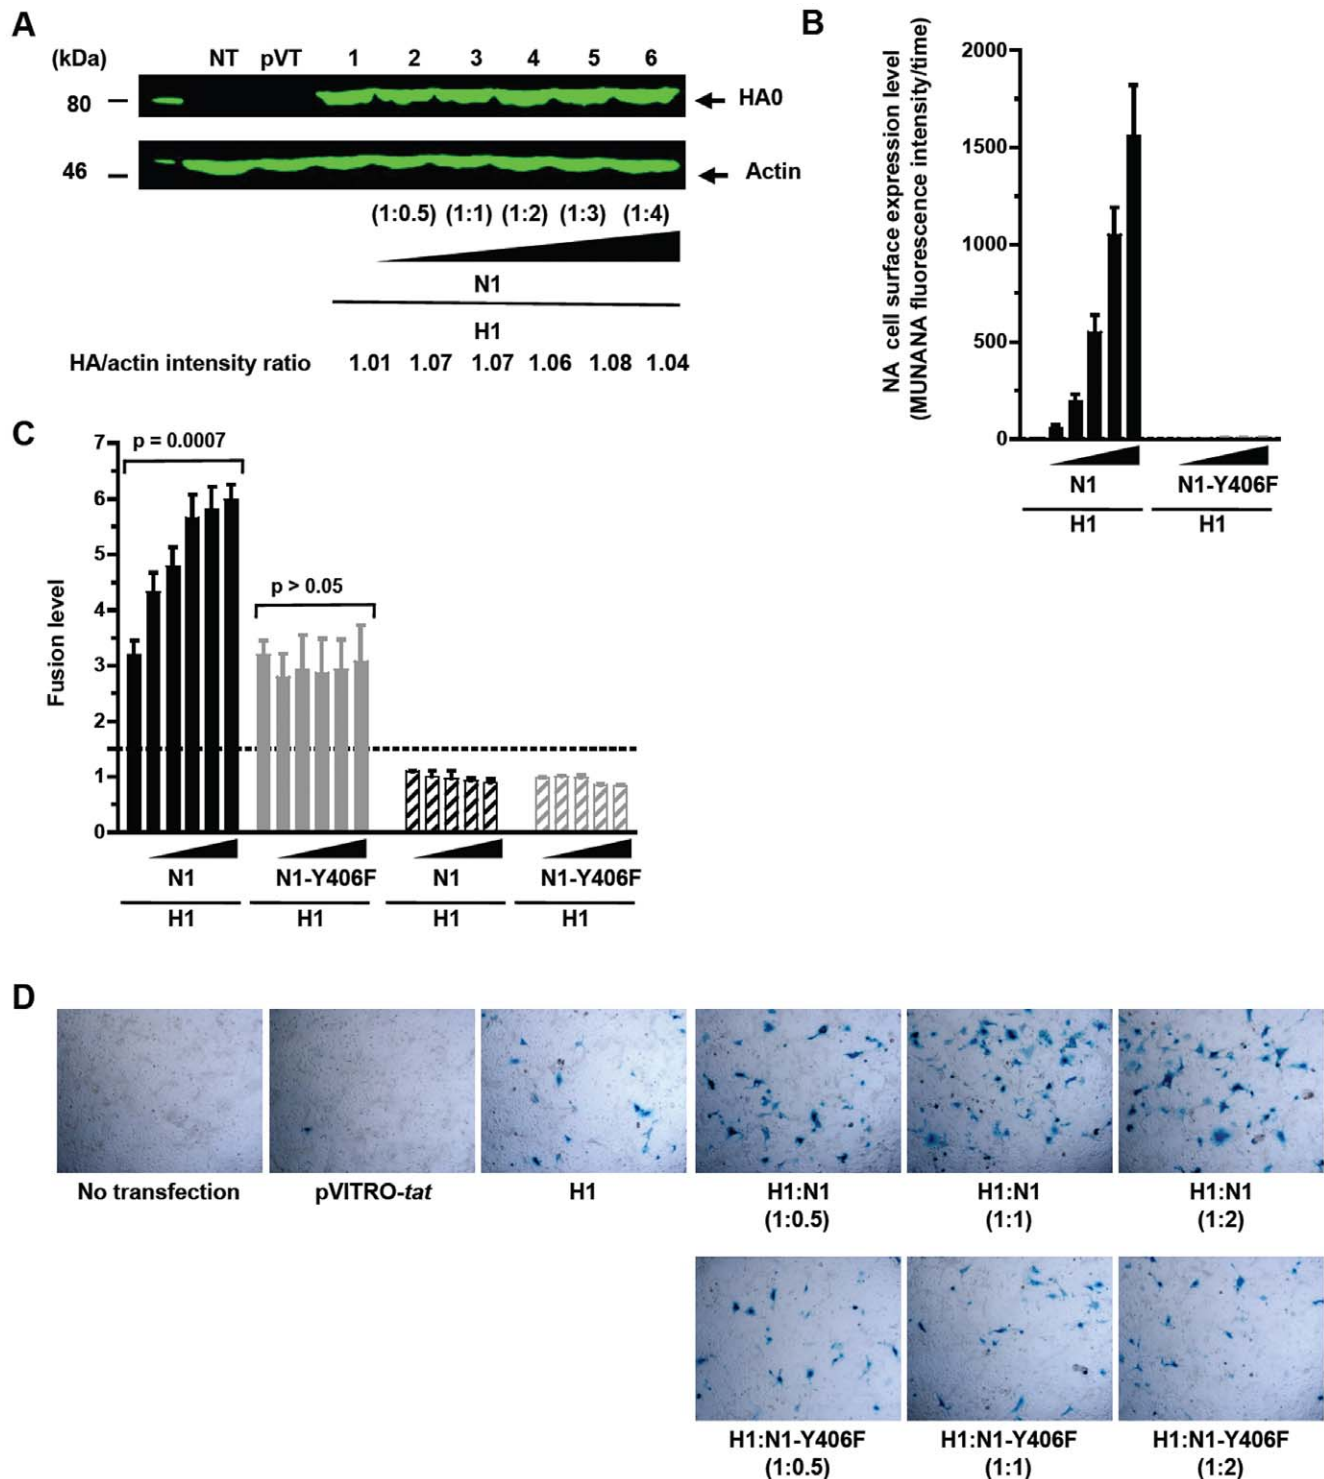 A
(kDa) NT pVT 1 2 3 4 5 6
80 HA0
46 Actin
(1:0.5) (1:1) (1:2) (1:3) (1:4)
N1
H1
HA/actin intensity ratio 1.01 1.07 1.07 1.06 1.08 1.04
B
NA cell surface expression level
(MUNANA fluorescence intensity/time)
2000
1500
1000
500
0
N1 N1-Y406F
H1 H1
C
Fusion level
7
6
5
4
3
2
1
0
p = 0.0007
p > 0.05
N1 N1-Y406F N1 N1-Y406F
H1 H1 H1 H1
D
No transfection pVITRO-tat H1 H1:N1 H1:N1 H1:N1
(1:0.5) (1:1) (1:2)
H1:N1-Y406F H1:N1-Y406F H1:N1-Y406F
(1:0.5) (1:1) (1:2)